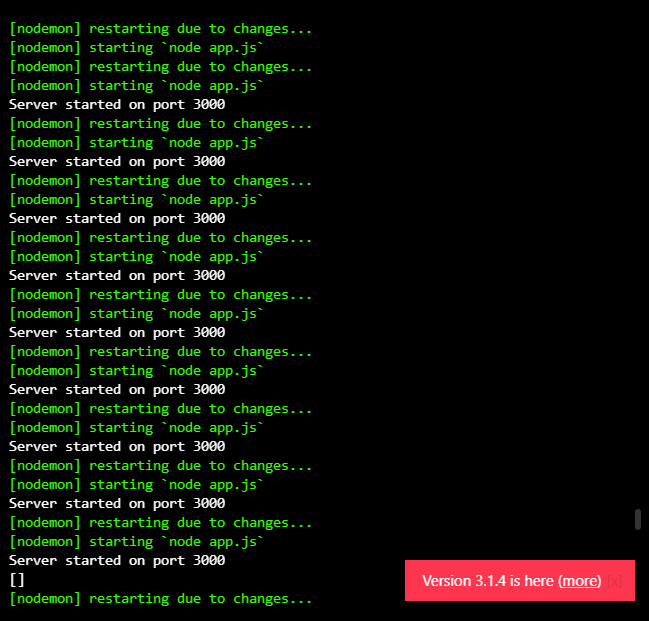 [nodemon] restarting due to changes...
[nodemon] starting `node app.js`
[nodemon] restarting due to changes...
[nodemon] starting `node app.js`
Server started on port 3000
[nodemon] restarting due to changes...
[nodemon] starting `node app.js`
Server started on port 3000
[nodemon] restarting due to changes...
[nodemon] starting `node app.js`
Server started on port 3000
[nodemon] restarting due to changes...
[nodemon] starting `node app.js`
Server started on port 3000
[nodemon] restarting due to changes...
[nodemon] starting `node app.js`
Server started on port 3000
[nodemon] restarting due to changes...
[nodemon] starting `node app.js`
Server started on port 3000
[nodemon] restarting due to changes...
[nodemon] starting `node app.js`
Server started on port 3000
[nodemon] restarting due to changes...
[nodemon] starting `node app.js`
Server started on port 3000
[nodemon] restarting due to changes...
[nodemon] starting `node app.js`
Server started on port 3000
[]
Version 3.1.4 is here (more) [x]
[nodemon] restarting due to changes...